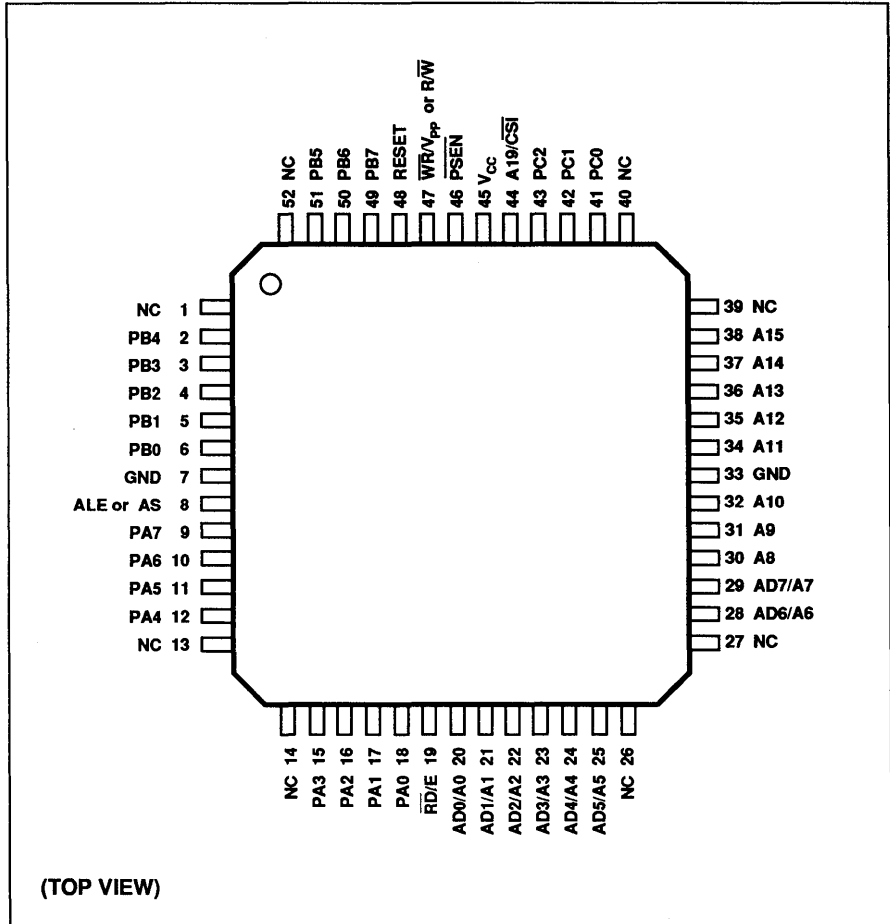 52 NC
51 PB5
50 PB6
49 PB7
48 RESET
47 W̅R̅/VPP or R/W̅
46 P̅S̅E̅N̅
45 VCC
44 A19/C̅S̅I̅
43 PC2
42 PC1
41 PC0
40 NC
NC 1
PB4 2
PB3 3
PB2 4
PB1 5
PB0 6
GND 7
ALE or AS 8
PA7 9
PA6 10
PA5 11
PA4 12
NC 13
39 NC
38 A15
37 A14
36 A13
35 A12
34 A11
33 GND
32 A10
31 A9
30 A8
29 AD7/A7
28 AD6/A6
27 NC
NC 14
PA3 15
PA2 16
PA1 17
PA0 18
R̅D̅/E 19
AD0/A0 20
AD1/A1 21
AD2/A2 22
AD3/A3 23
AD4/A4 24
AD5/A5 25
NC 26
(TOP VIEW)